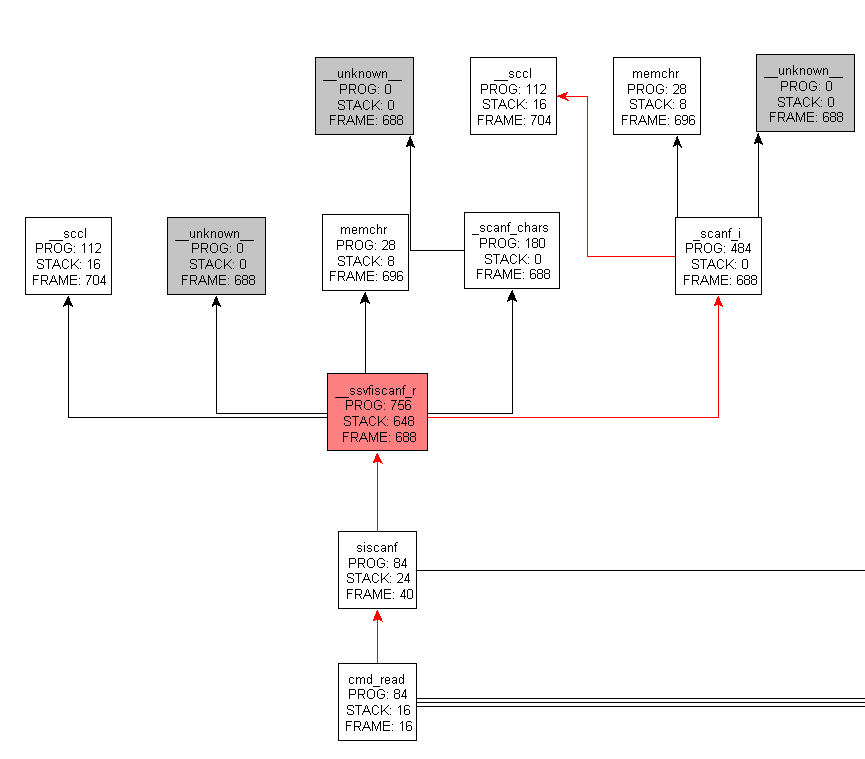 __unknown__
PROG: 0
STACK: 0
FRAME: 688
__sccl
PROG: 112
STACK: 16
FRAME: 704
memchr
PROG: 28
STACK: 8
FRAME: 696
__unknown__
PROG: 0
STACK: 0
FRAME: 688
__sccl
PROG: 112
STACK: 16
FRAME: 704
__unknown__
PROG: 0
STACK: 0
FRAME: 688
memchr
PROG: 28
STACK: 8
FRAME: 696
_scanf_chars
PROG: 180
STACK: 0
FRAME: 688
_scanf_i
PROG: 484
STACK: 0
FRAME: 688
__ssvfiscanf_r
PROG: 756
STACK: 648
FRAME: 688
siscanf
PROG: 84
STACK: 24
FRAME: 40
cmd_read
PROG: 84
STACK: 16
FRAME: 16